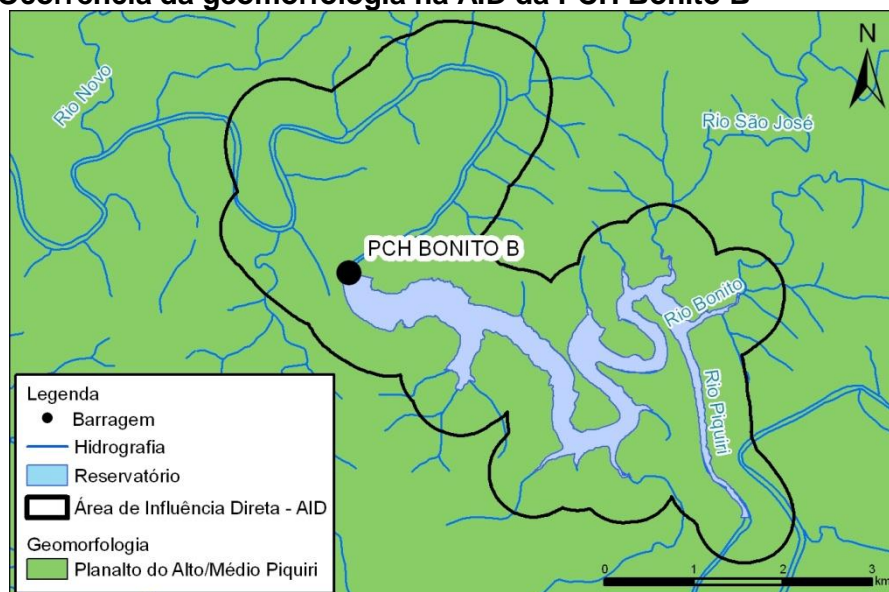 Ocorrência da geomorfologia na AID da PCH Bonito B
N
Rio Novo
Rio São José
PCH BONITO B
Rio Bonito
Rio Piquiri
Legenda
Barragem
Hidrografia
Reservatório
Área de Influência Direta - AID
Geomorfologia
Planalto do Alto/Médio Piquiri
0 1 2 3
km